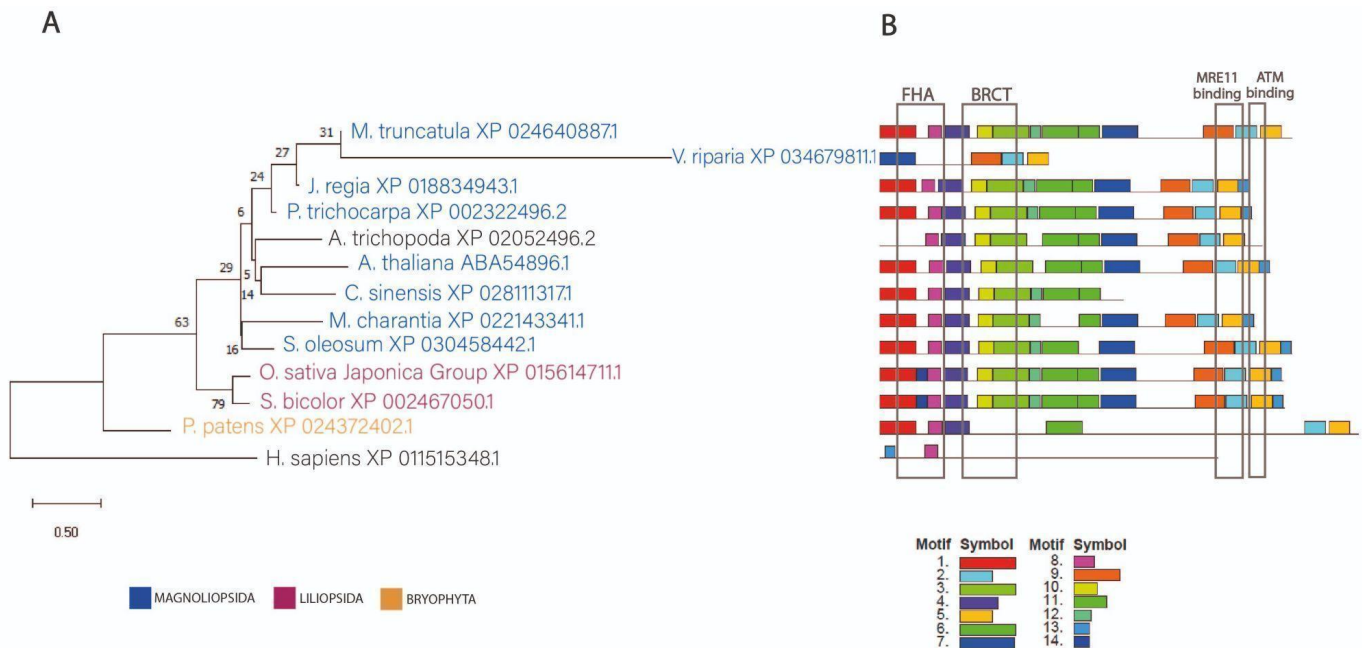 A
B
FHA
BRCT
MRE11 binding
ATM binding
31
M. truncatula XP 024640887.1
27
V. riparia XP 034679811.1
24
J. regia XP 018834943.1
6
P. trichocarpa XP 002322496.2
A. trichopoda XP 02052496.2
29
5
A. thaliana ABA54896.1
14
C. sinensis XP 028111317.1
63
M. charantia XP 022143341.1
16
S. oleosum XP 030458442.1
O. sativa Japonica Group XP 015614711.1
79
S. bicolor XP 002467050.1
P. patens XP 024372402.1
H. sapiens XP 011515348.1
0.50
MAGNOLIOPSIDA
LILIOPSIDA
BRYOPHYTA
Motif Symbol Motif Symbol
1. 8.
2. 9.
3. 10.
4. 11.
5. 12.
6. 13.
7. 14.